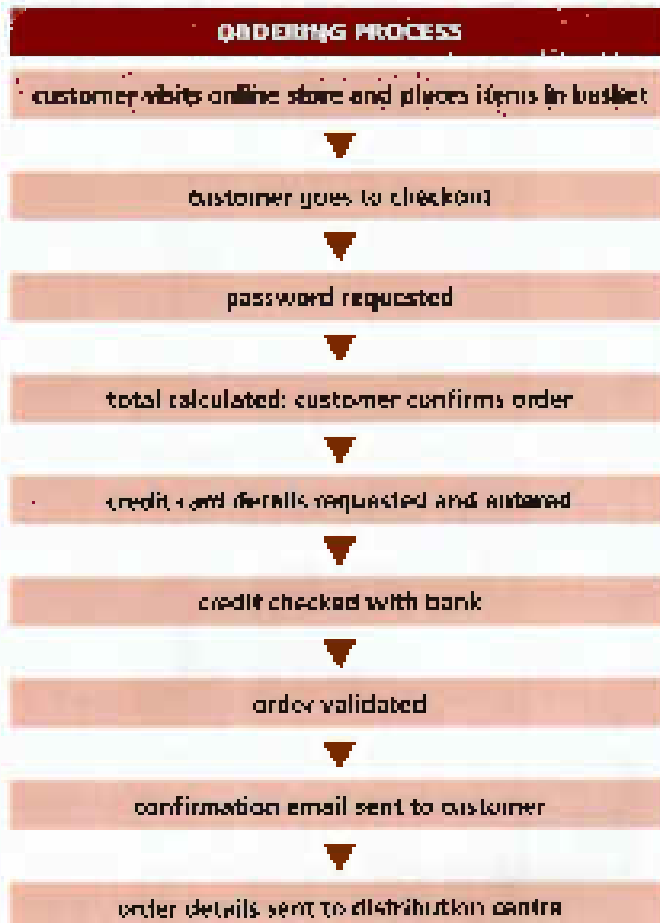 ORDERING PROCESS
customer visits online store and places items in basket
customer goes to checkout
password requested
total calculated: customer confirms order
credit card details requested and entered
credit checked with bank
order validated
confirmation email sent to customer
order details sent to distribution centre